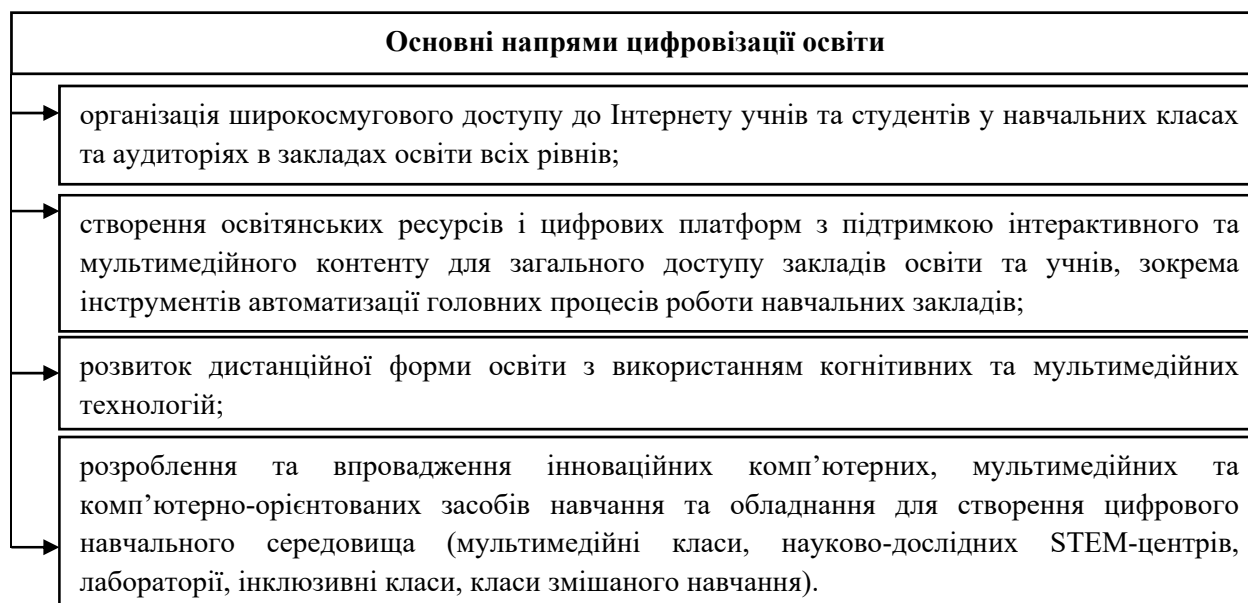 Основні напрями цифровізації освіти
організація широкосмугового доступу до Інтернету учнів та студентів у навчальних класах
та аудиторіях в закладах освіти всіх рівнів;
створення освітянських ресурсів і цифрових платформ з підтримкою інтерактивного та
мультимедійного контенту для загального доступу закладів освіти та учнів, зокрема
інструментів автоматизації головних процесів роботи навчальних закладів;
розвиток дистанційної форми освіти з використанням когнітивних та мультимедійних
технологій;
розроблення та впровадження інноваційних комп’ютерних, мультимедійних та
комп’ютерно-орієнтованих засобів навчання та обладнання для створення цифрового
навчального середовища (мультимедійні класи, науково-дослідних STEM-центрів,
лабораторії, інклюзивні класи, класи змішаного навчання).